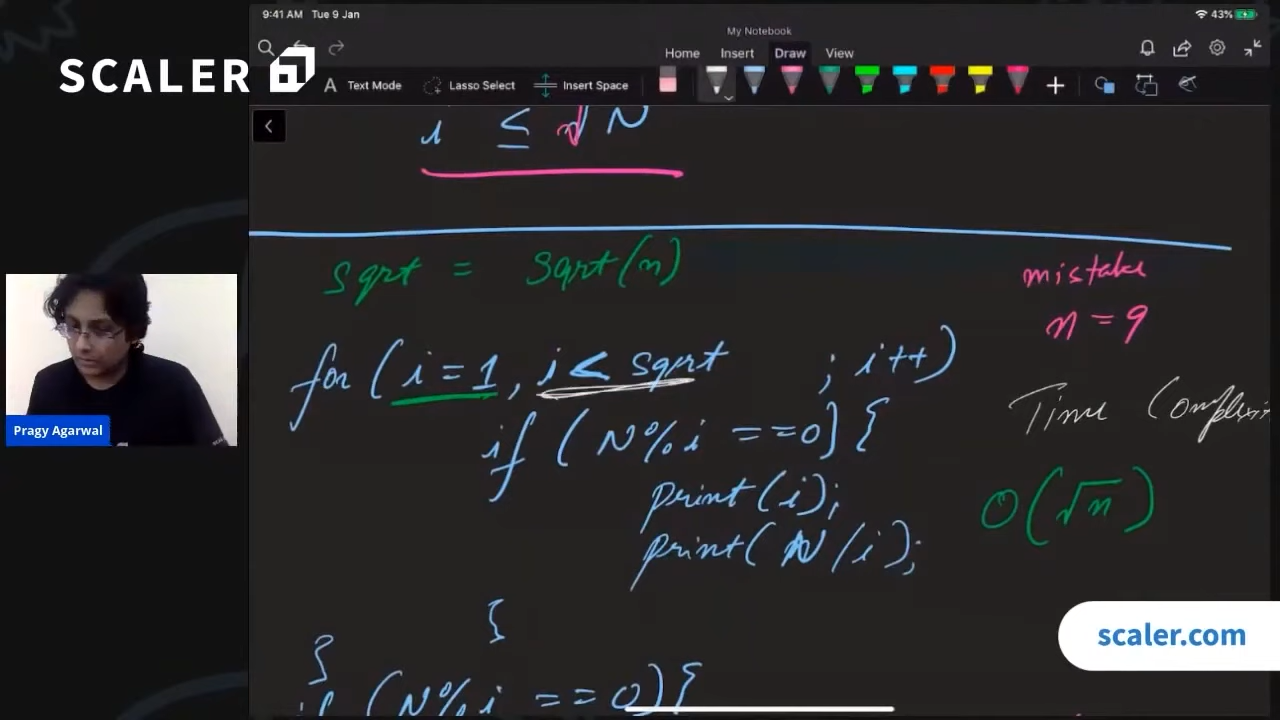 9:41 AM Tue 9 Jan
43%
My Notebook
Home Insert Draw View
SCALER
Text Mode Lasso Select Insert Space
i ≤ √N
sqrt = sqrt(n)
mistake
n = 9
for ( i = 1, i < sqrt ; i++)
Time Complexi
if ( N%i ==0) {
print(i);
O(√n)
print( N/i);
}
}
if (N%i ==0){
Pragy Agarwal
scaler.com